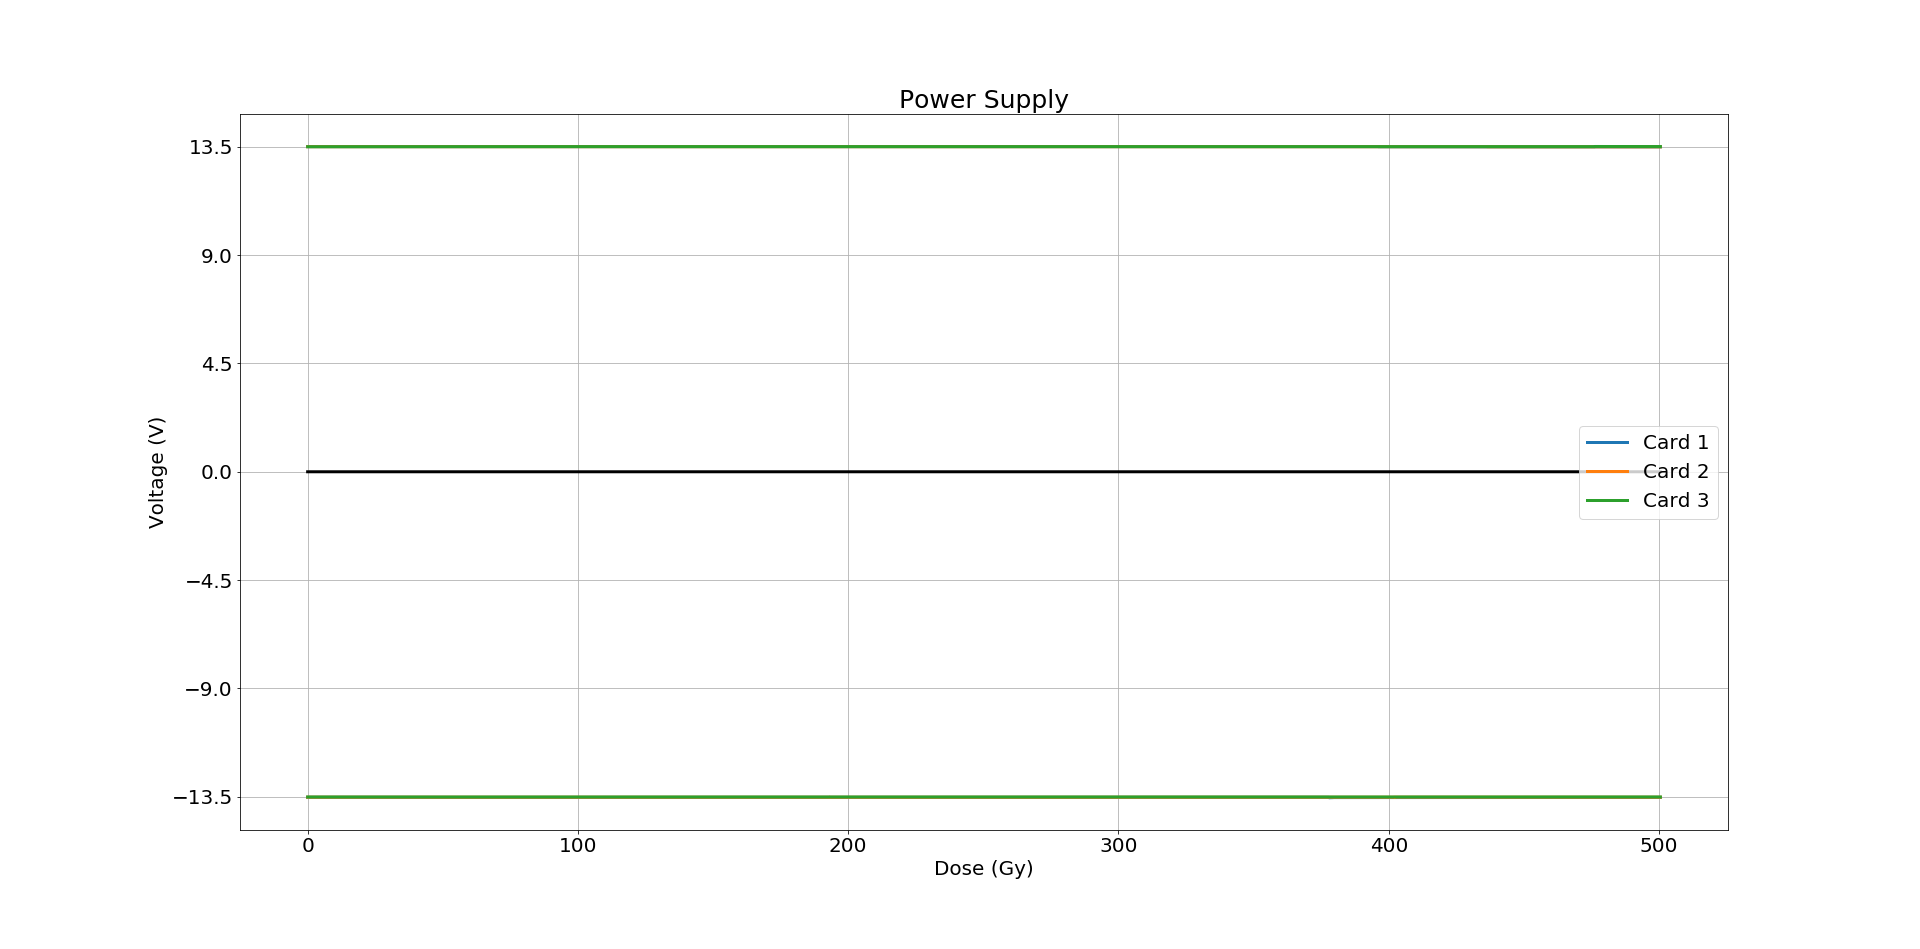 Power Supply
13.5
9.0
4.5
0.0
−4.5
−9.0
−13.5
Voltage (V)
Card 1
Card 2
Card 3
0 100 200 300 400 500
Dose (Gy)